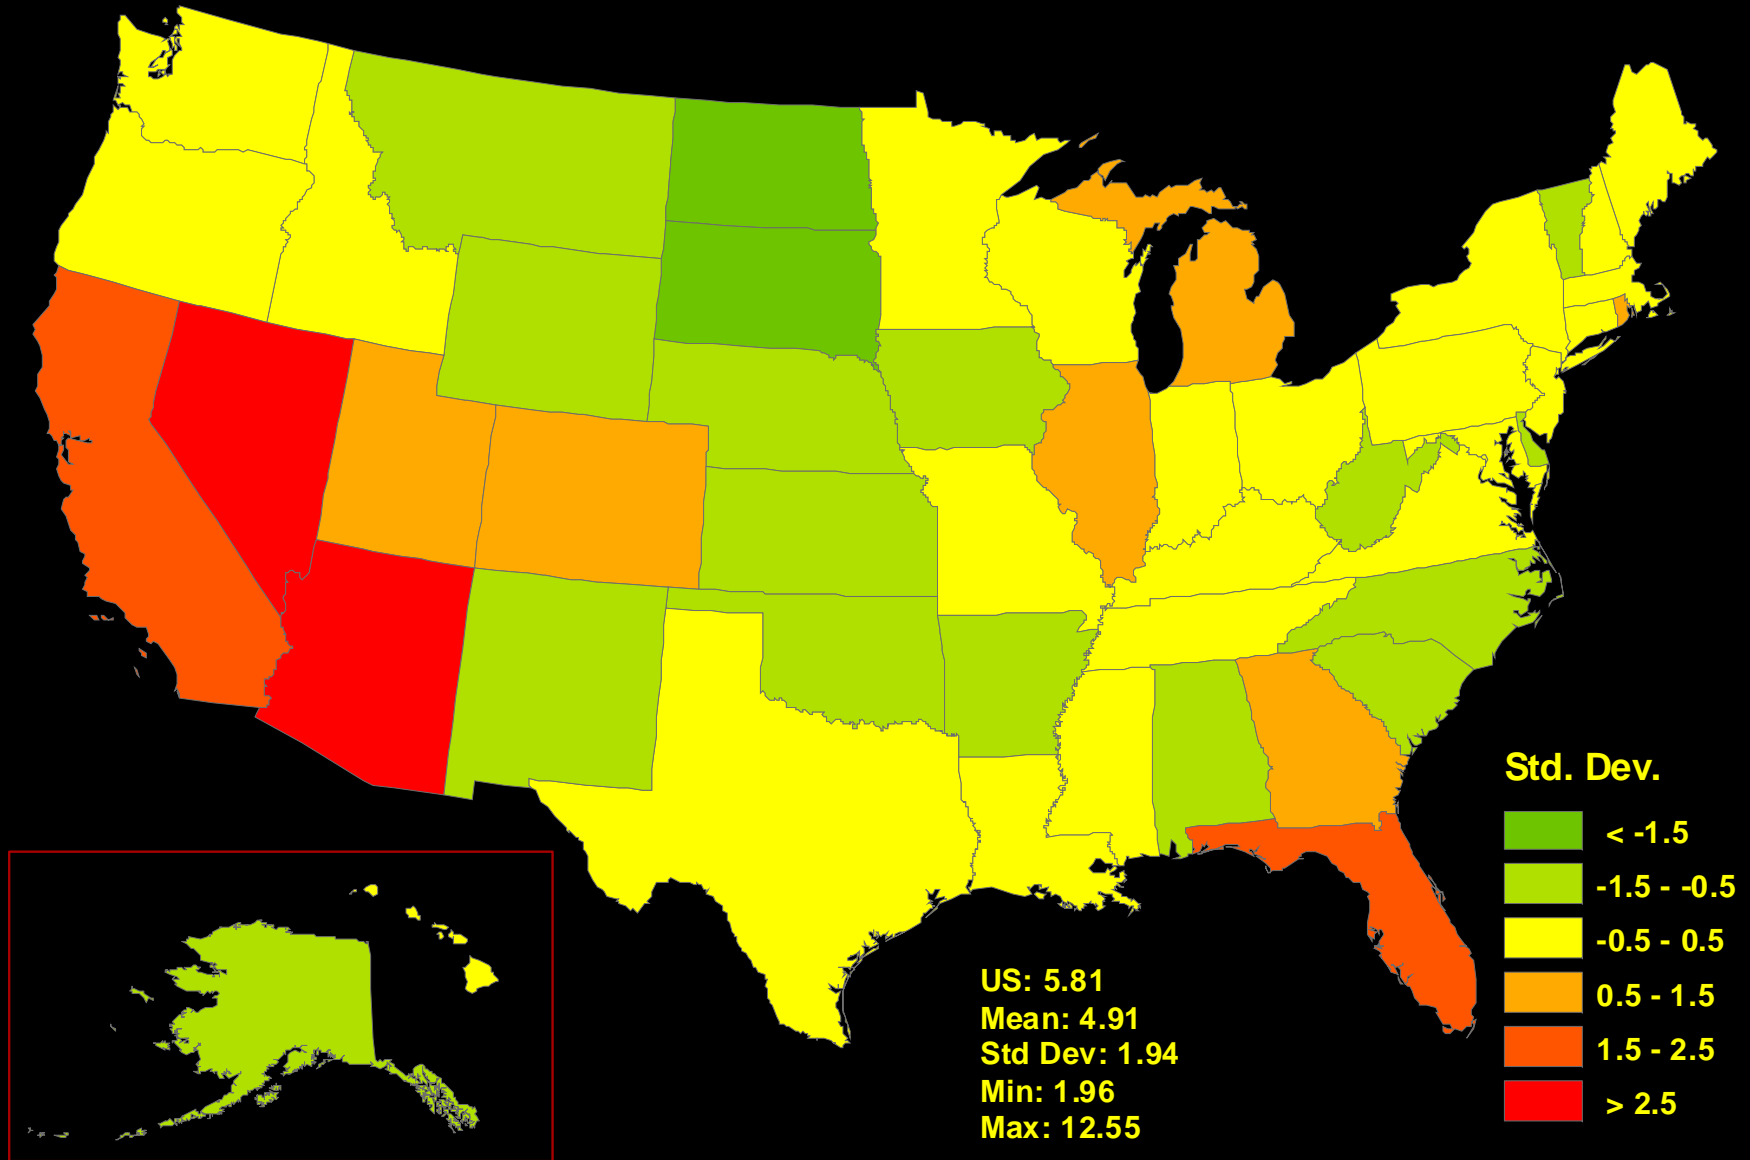 Std. Dev.
< -1.5
-1.5 - -0.5
-0.5 - 0.5
0.5 - 1.5
1.5 - 2.5
> 2.5
US: 5.81
Mean: 4.91
Std Dev: 1.94
Min: 1.96
Max: 12.55